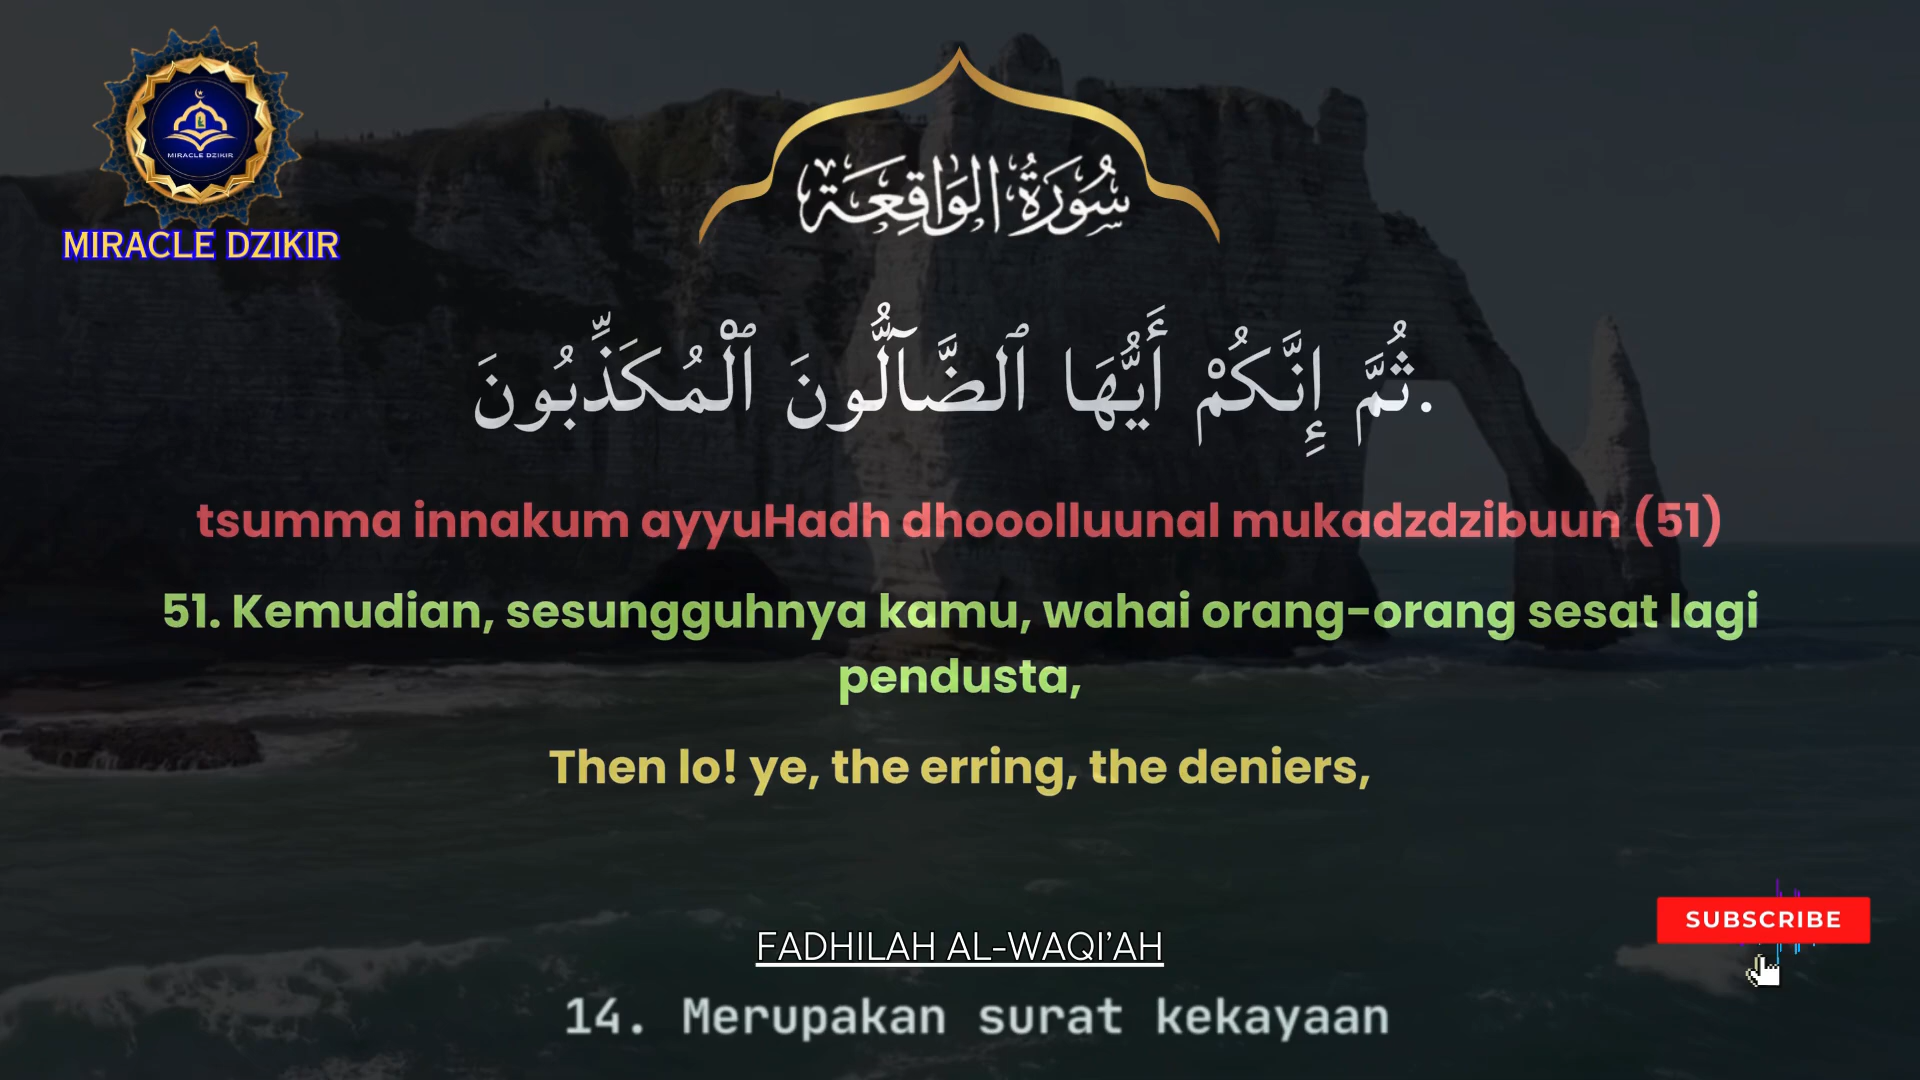 MIRACLE DZIKIR
MIRACLE DZIKIR
سُورَةُ الوَاقِعَة
.ثُمَّ إِنَّكُمْ أَيُّهَا ٱلضَّآلُّونَ ٱلْمُكَذِّبُونَ
tsumma innakum ayyuHadh dhooolluunal mukadzdzibuun (51)
51. Kemudian, sesungguhnya kamu, wahai orang-orang sesat lagi
pendusta,
Then lo! ye, the erring, the deniers,
SUBSCRIBE
FADHILAH AL-WAQI'AH
14. Merupakan surat kekayaan